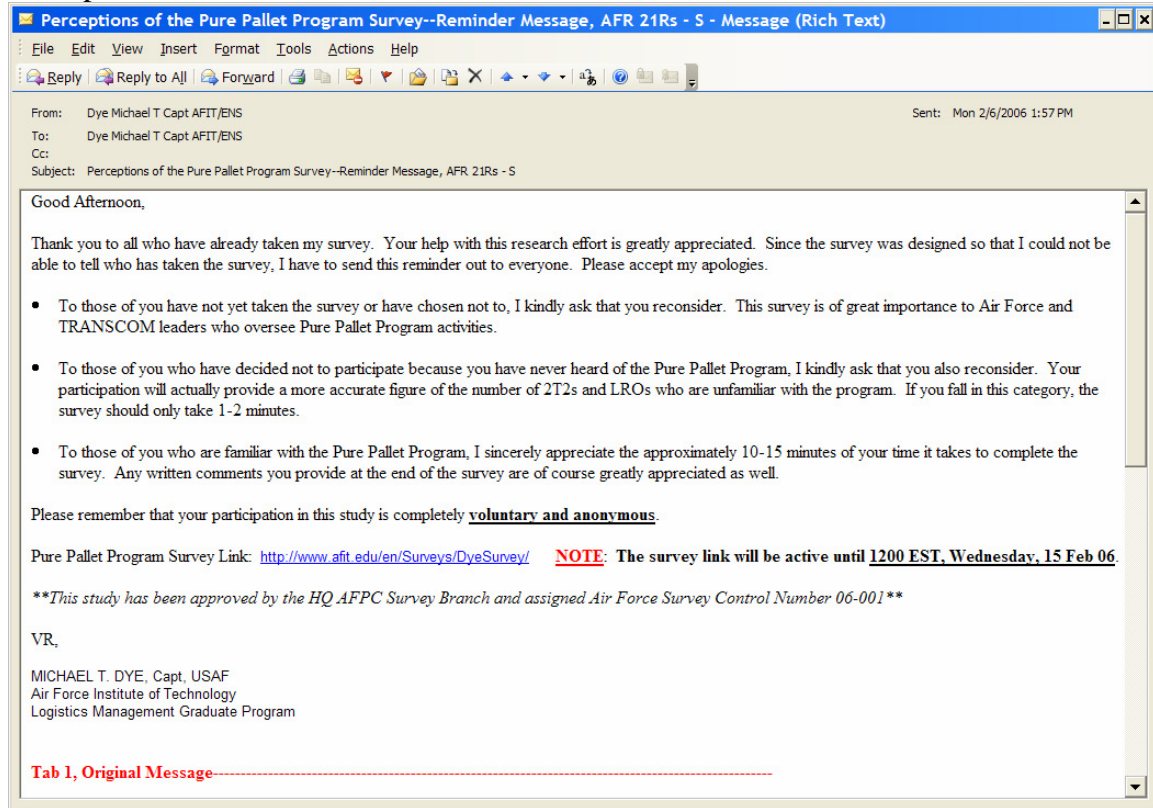 Perceptions of the Pure Pallet Program Survey--Reminder Message, AFR 21Rs - S - Message (Rich Text)
File Edit View Insert Format Tools Actions Help
Reply Reply to All Forward
From: Dye Michael T Capt AFIT/ENS Sent: Mon 2/6/2006 1:57 PM
To: Dye Michael T Capt AFIT/ENS
Cc:
Subject: Perceptions of the Pure Pallet Program Survey--Reminder Message, AFR 21Rs - S
Good Afternoon,
Thank you to all who have already taken my survey. Your help with this research effort is greatly appreciated. Since the survey was designed so that I could not be
able to tell who has taken the survey, I have to send this reminder out to everyone. Please accept my apologies.
• To those of you have not yet taken the survey or have chosen not to, I kindly ask that you reconsider. This survey is of great importance to Air Force and
TRANSCOM leaders who oversee Pure Pallet Program activities.
• To those of you who have decided not to participate because you have never heard of the Pure Pallet Program, I kindly ask that you also reconsider. Your
participation will actually provide a more accurate figure of the number of 2T2s and LROs who are unfamiliar with the program. If you fall in this category, the
survey should only take 1-2 minutes.
• To those of you who are familiar with the Pure Pallet Program, I sincerely appreciate the approximately 10-15 minutes of your time it takes to complete the
survey. Any written comments you provide at the end of the survey are of course greatly appreciated as well.
Please remember that your participation in this study is completely voluntary and anonymous.
Pure Pallet Program Survey Link: http://www.afit.edu/en/Surveys/DyeSurvey/ NOTE: The survey link will be active until 1200 EST, Wednesday, 15 Feb 06.
**This study has been approved by the HQ AFPC Survey Branch and assigned Air Force Survey Control Number 06-001**
VR,
MICHAEL T. DYE, Capt, USAF
Air Force Institute of Technology
Logistics Management Graduate Program
Tab 1, Original Message------------------------------------------------------------------------------------------------------